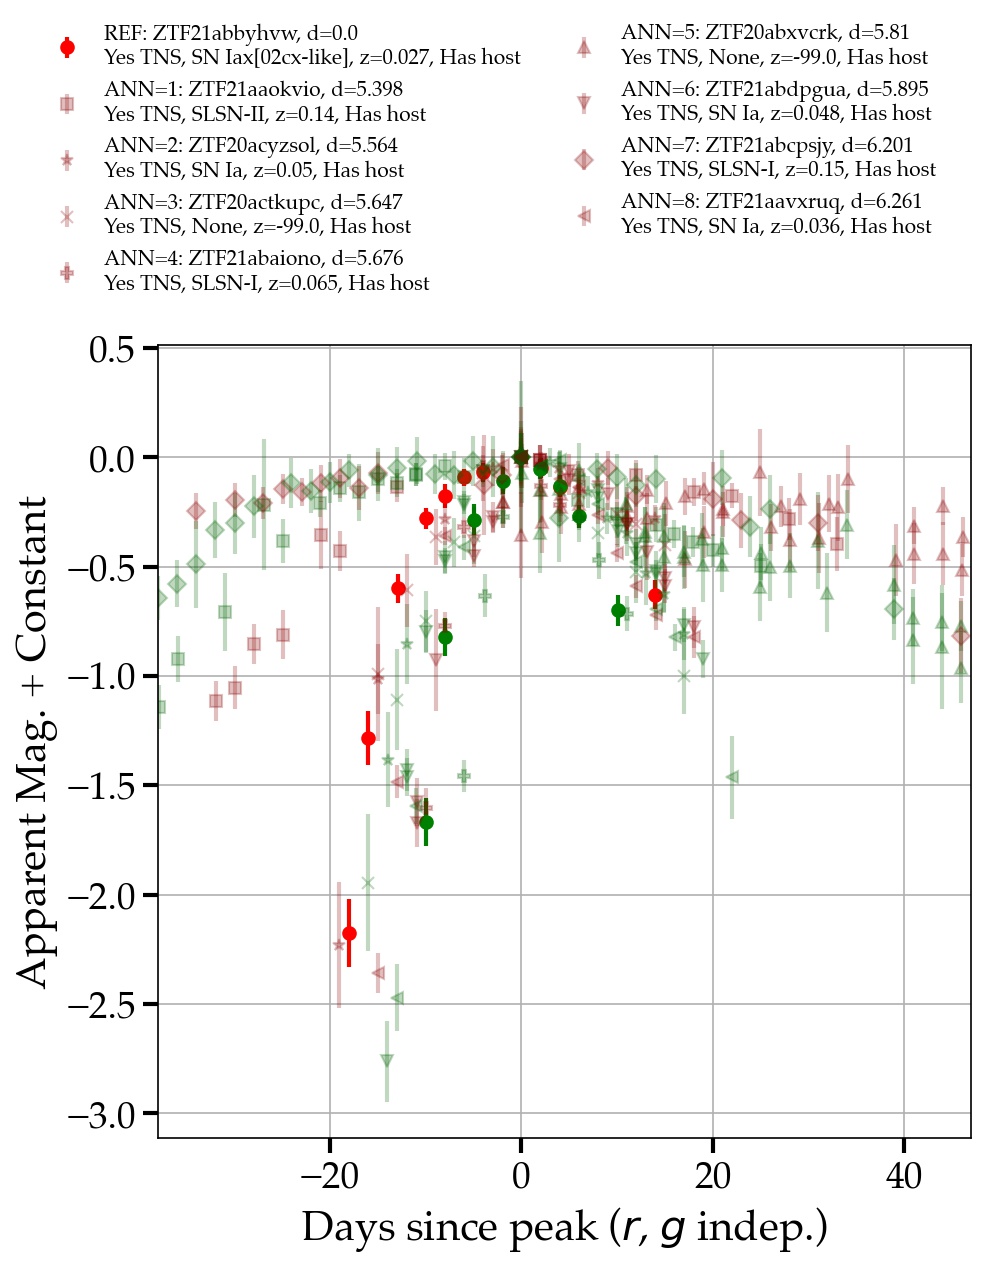 REF: ZTF21abbyhvw, d=0.0
Yes TNS, SN Iax[02cx-like], z=0.027, Has host
ANN=1: ZTF21aaokvio, d=5.398
Yes TNS, SLSN-II, z=0.14, Has host
ANN=2: ZTF20acyzsol, d=5.564
Yes TNS, SN Ia, z=0.05, Has host
ANN=3: ZTF20actkupc, d=5.647
Yes TNS, None, z=-99.0, Has host
ANN=4: ZTF21abaiono, d=5.676
Yes TNS, SLSN-I, z=0.065, Has host
ANN=5: ZTF20abxvcrk, d=5.81
Yes TNS, None, z=-99.0, Has host
ANN=6: ZTF21abdpgua, d=5.895
Yes TNS, SN Ia, z=0.048, Has host
ANN=7: ZTF21abcpsjy, d=6.201
Yes TNS, SLSN-I, z=0.15, Has host
ANN=8: ZTF21aavxruq, d=6.261
Yes TNS, SN Ia, z=0.036, Has host
Apparent Mag. + Constant
0.5
0.0
−0.5
−1.0
−1.5
−2.0
−2.5
−3.0
−20
0
20
40
Days since peak (r, g indep.)